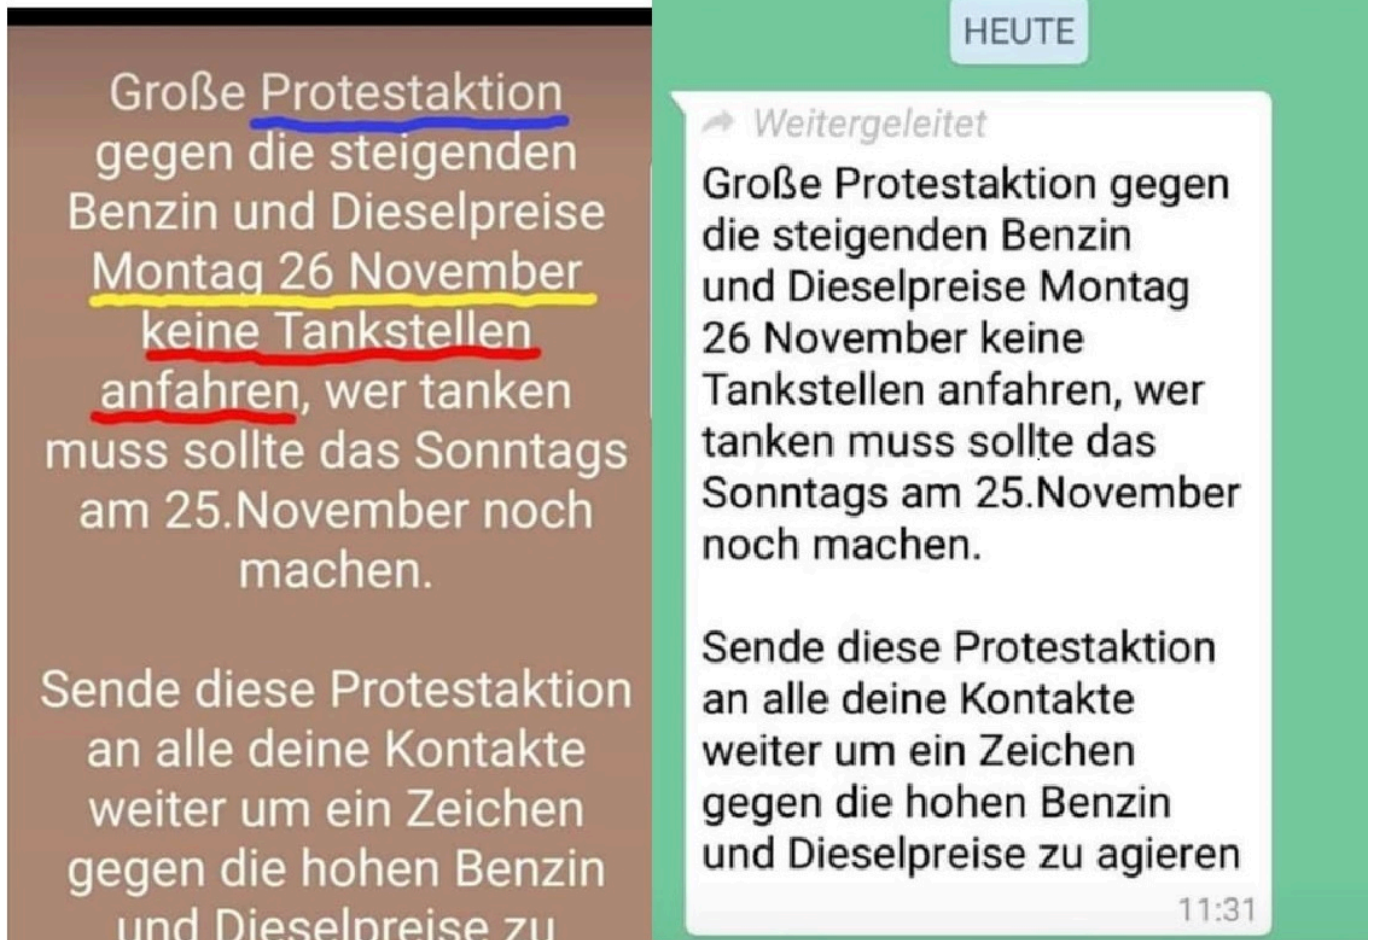 Große Protestaktion
gegen die steigenden
Benzin und Dieselpreise
Montag 26 November
keine Tankstellen
anfahren, wer tanken
muss sollte das Sonntags
am 25.November noch
machen.
Sende diese Protestaktion
an alle deine Kontakte
weiter um ein Zeichen
gegen die hohen Benzin
und Dieselpreise zu
HEUTE
Weitergeleitet
Große Protestaktion gegen
die steigenden Benzin
und Dieselpreise Montag
26 November keine
Tankstellen anfahren, wer
tanken muss sollte das
Sonntags am 25.November
noch machen.
Sende diese Protestaktion
an alle deine Kontakte
weiter um ein Zeichen
gegen die hohen Benzin
und Dieselpreise zu agieren
11:31